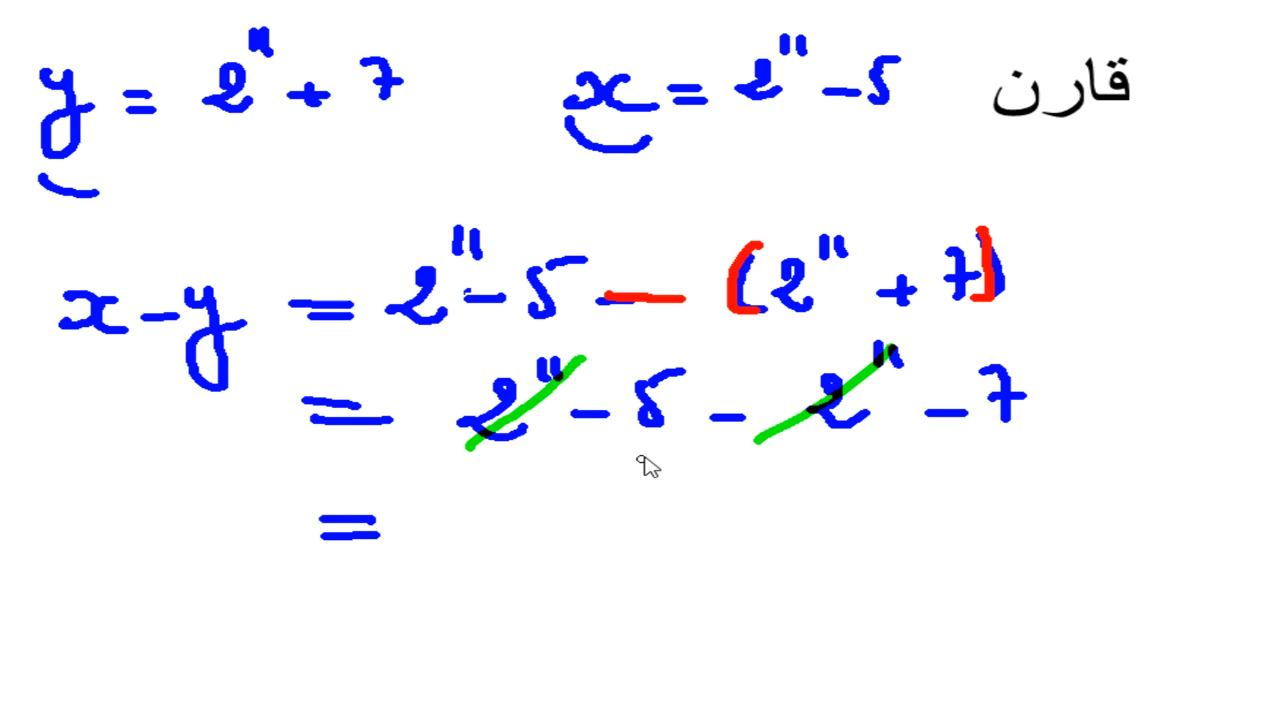 قارن x = 2¹¹ - 5 y = 2¹¹ + 7
x - y = 2¹¹ - 5 - (2¹¹ + 7)
= 2¹¹ - 5 - 2¹¹ - 7
=